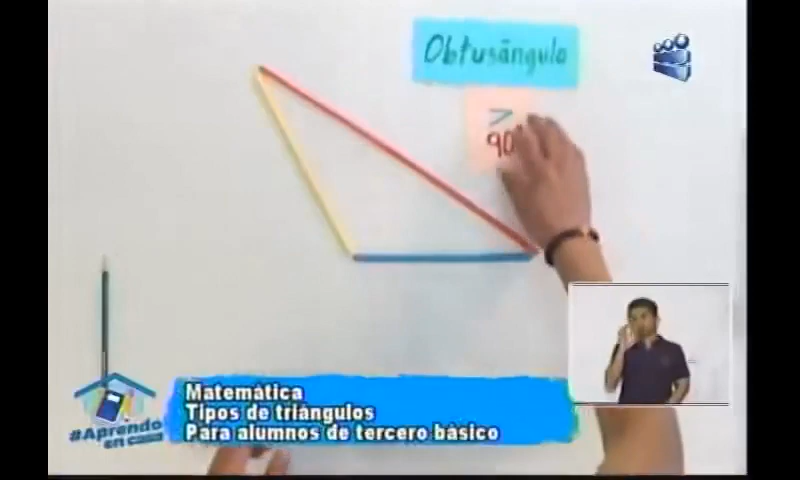 Obtusángulo
>
90°
Matemática
Tipos de triángulos
Para alumnos de tercero básico
#Aprendo
en casa